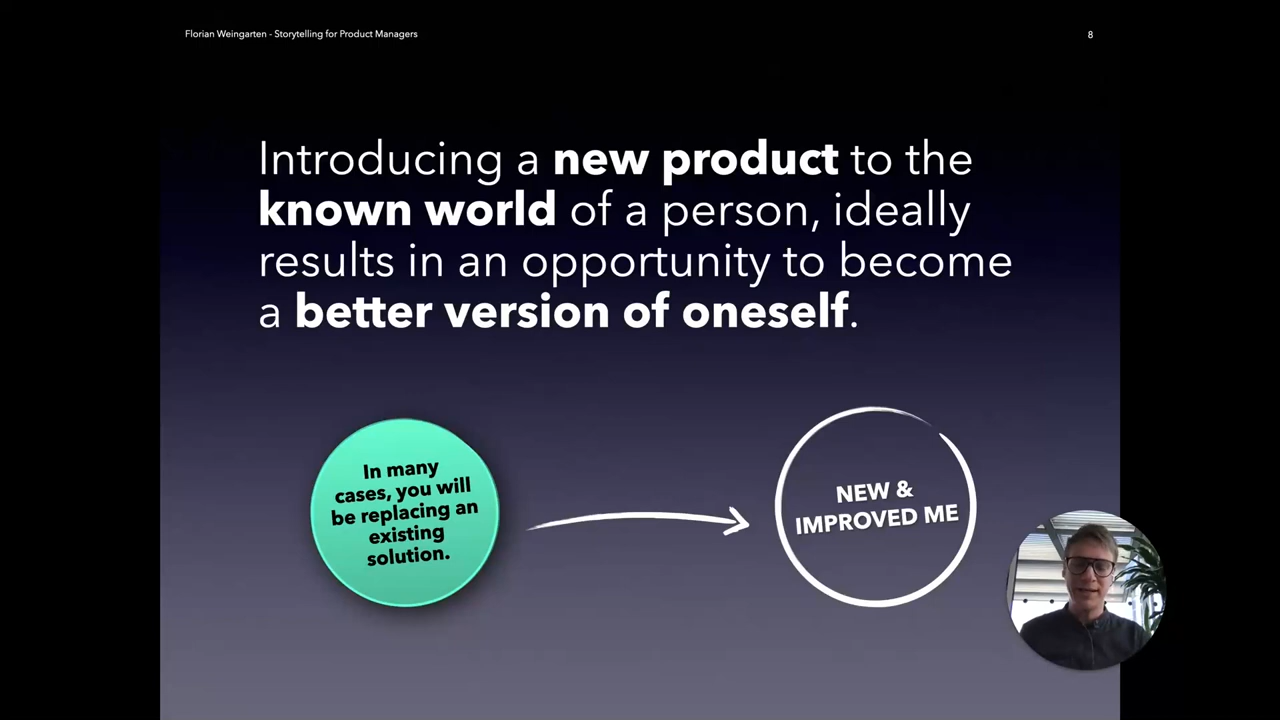 Florian Weingarten - Storytelling for Product Managers
8
Introducing a new product to the
known world of a person, ideally
results in an opportunity to become
a better version of oneself.
In many
cases, you will
be replacing an
existing
solution.
NEW &
IMPROVED ME